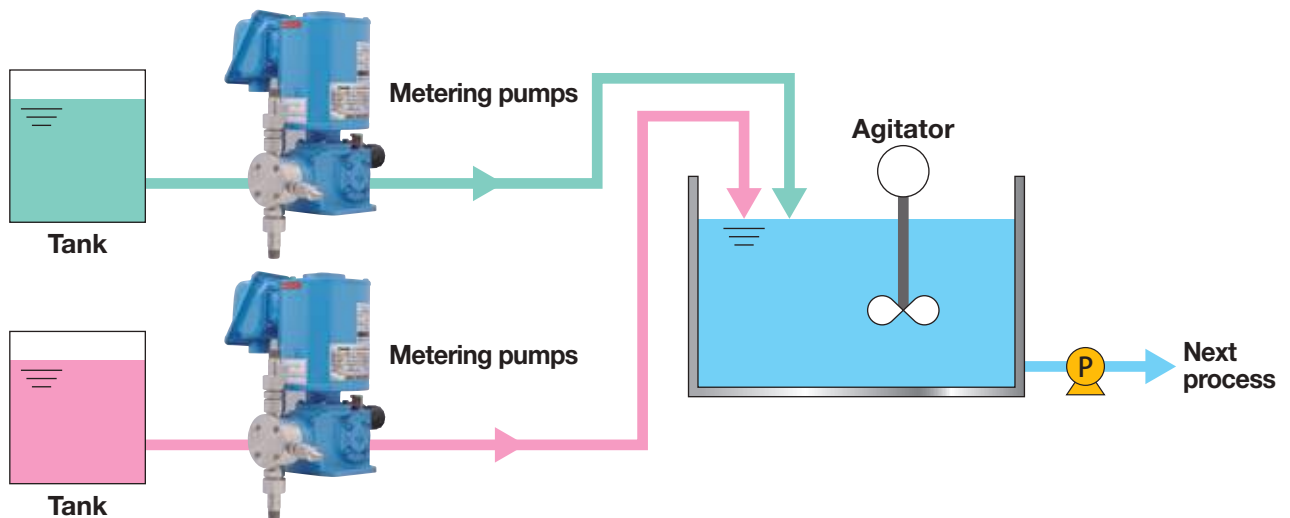 Metering pumps
Agitator
Tank
Metering pumps
P
Next
process
Tank